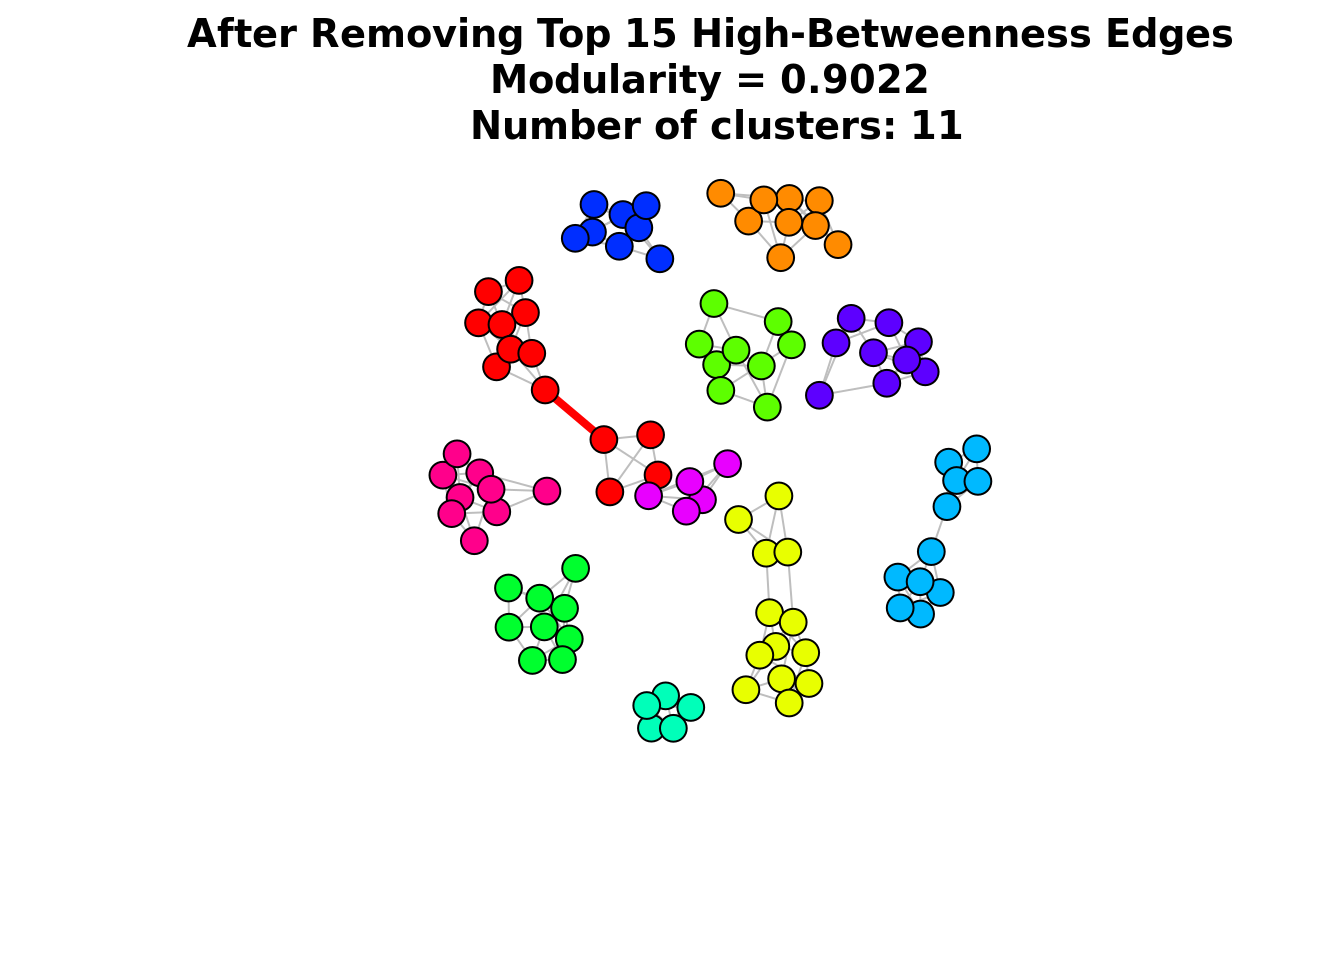 After Removing Top 15 High-Betweenness Edges
Modularity = 0.9022
Number of clusters: 11